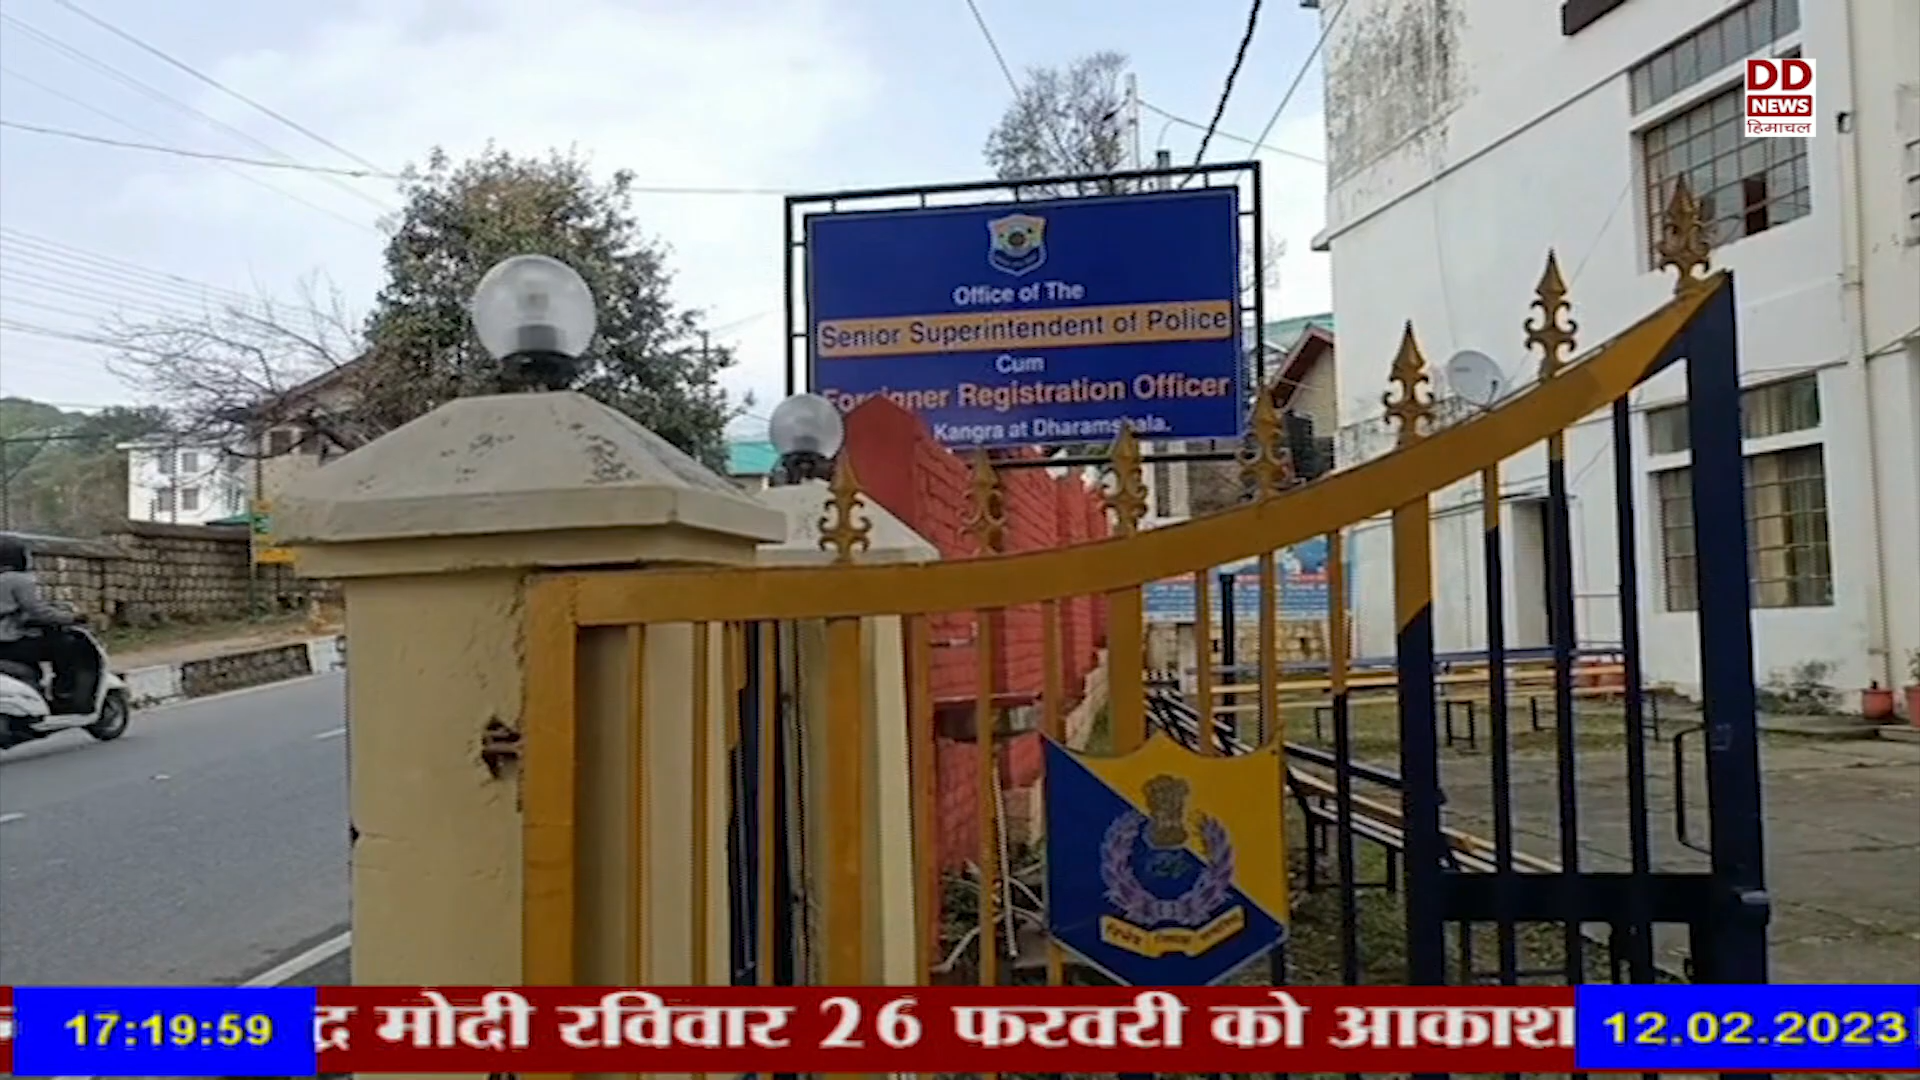 DD
NEWS
हिमाचल
Office of The
Senior Superintendent of Police
Cum
Foreigner Registration Officer
Kangra at Dharamshala.
17:19:59
द्र मोदी रविवार 26 फरवरी को आकाश
12.02.2023